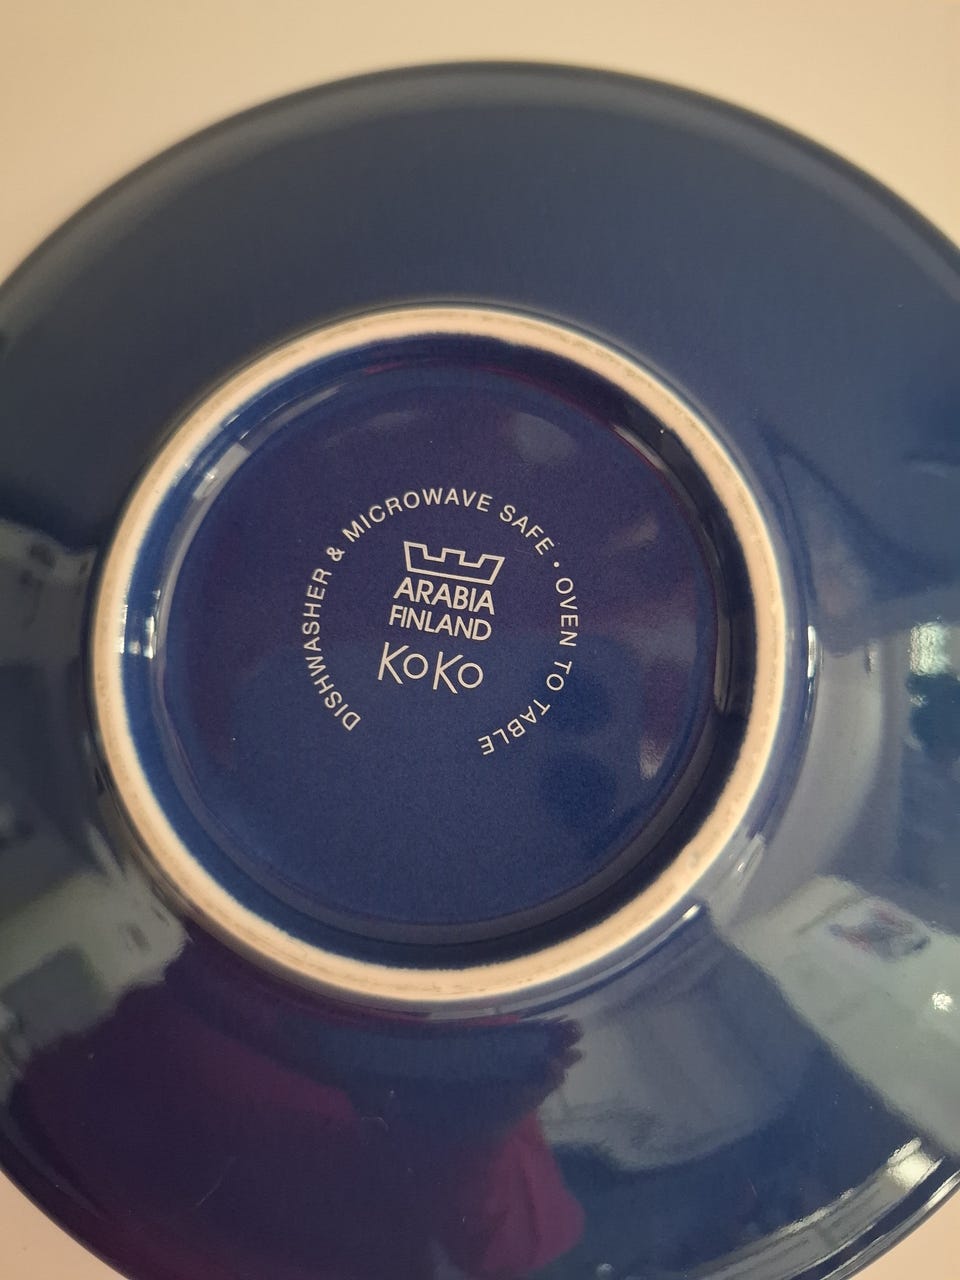 DISHWASHER & MICROWAVE SAFE • OVEN TO TABLE
ARABIA
FINLAND
KoKo